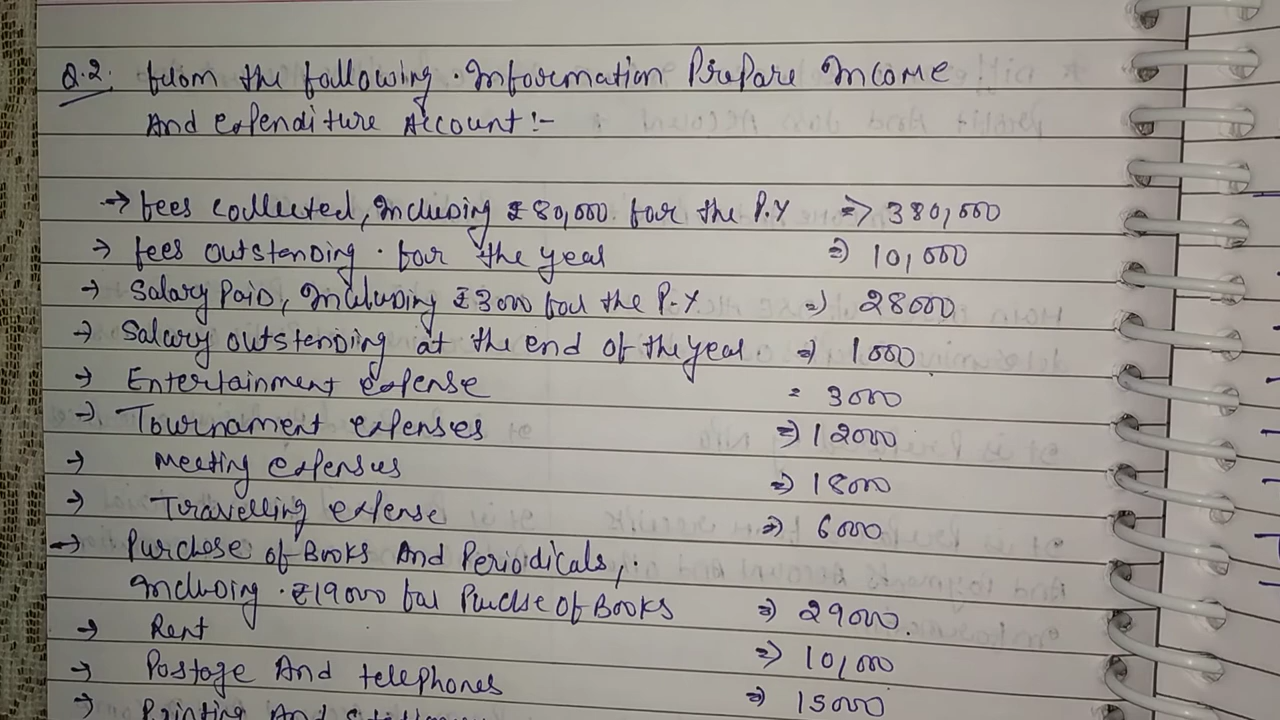 Q.2. from the following. Information Prepare Income
And expenditure Account:-
→ fees collected, Including ₹80,000 for the P.Y => 380,000
→ fees outstanding. for the year => 10,000
→ Salary Paid, Including ₹3000 for the P.Y => 28000
→ Salary outstanding at the end of the year => 1000
→ Entertainment expense = 3000
→ Tournament expenses => 12000
→ Meeting expenses => 18000
→ Travelling expense => 6000
→ Purchase of Books And Periodicals,
Including. ₹19000 for Purchse of Books => 29000.
→ Rent => 10,000
→ Postage And telephones => 15000
→ Printing And